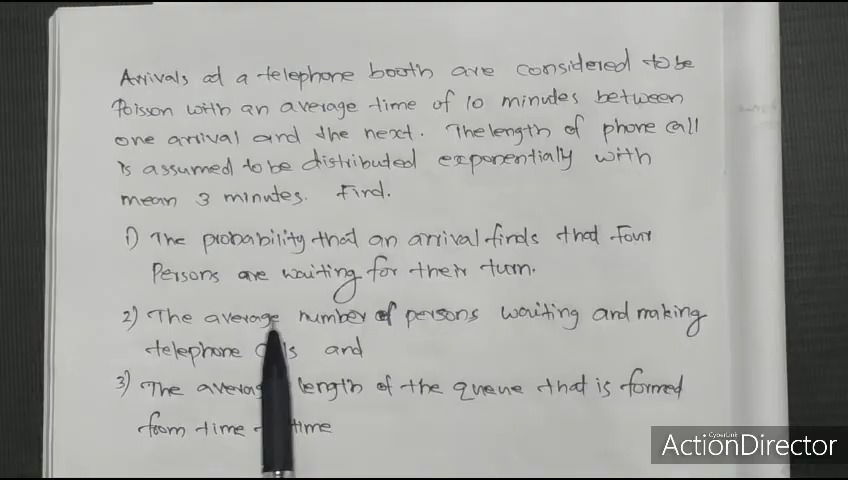 Arrivals at a telephone booth are considered to be
Poisson with an average time of 10 minutes between
one arrival and the next. The length of phone call
is assumed to be distributed exponentially with
mean 3 minutes. Find.
1) The probability that an arrival finds that four
Persons are waiting for their turn.
2) The average number of persons waiting and making
telephone and
3) The average length of the queue that is formed
from time time
CyberLink
ActionDirector